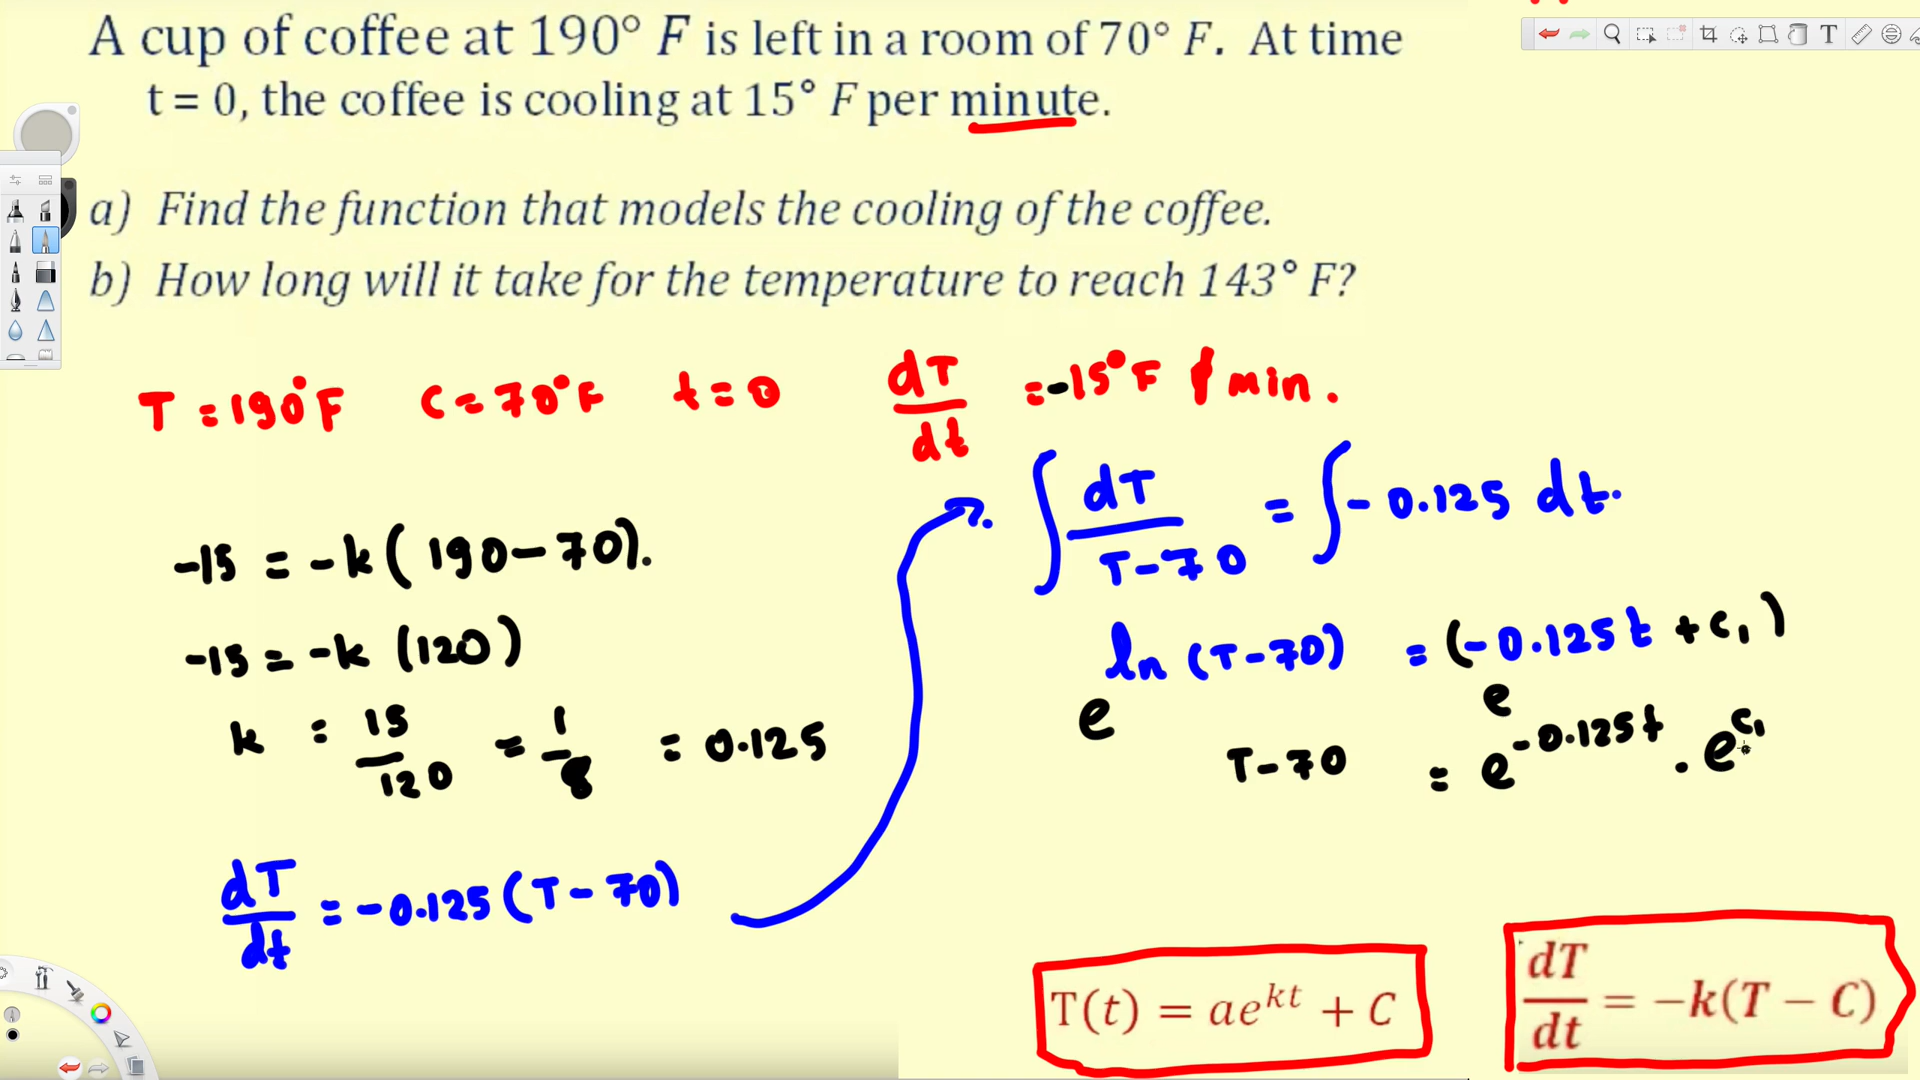 A cup of coffee at 190° F is left in a room of 70° F. At time
t = 0, the coffee is cooling at 15° F per minute.
a) Find the function that models the cooling of the coffee.
b) How long will it take for the temperature to reach 143° F?
T = 190°F C = 70°F t = 0 dT/dt = -15°F / min.
-15 = -k( 190-70).
-15 = -k (120)
k = 15/120 = 1/8 = 0.125
dT/dt = -0.125 (T - 70)
∫ dT/(T-70) = ∫ -0.125 dt.
e^ln (T-70) = e^(-0.125t + C₁)
T-70 = e^-0.125t . e^C₁
T(t) = ae^kt + C
dT/dt = -k(T - C)